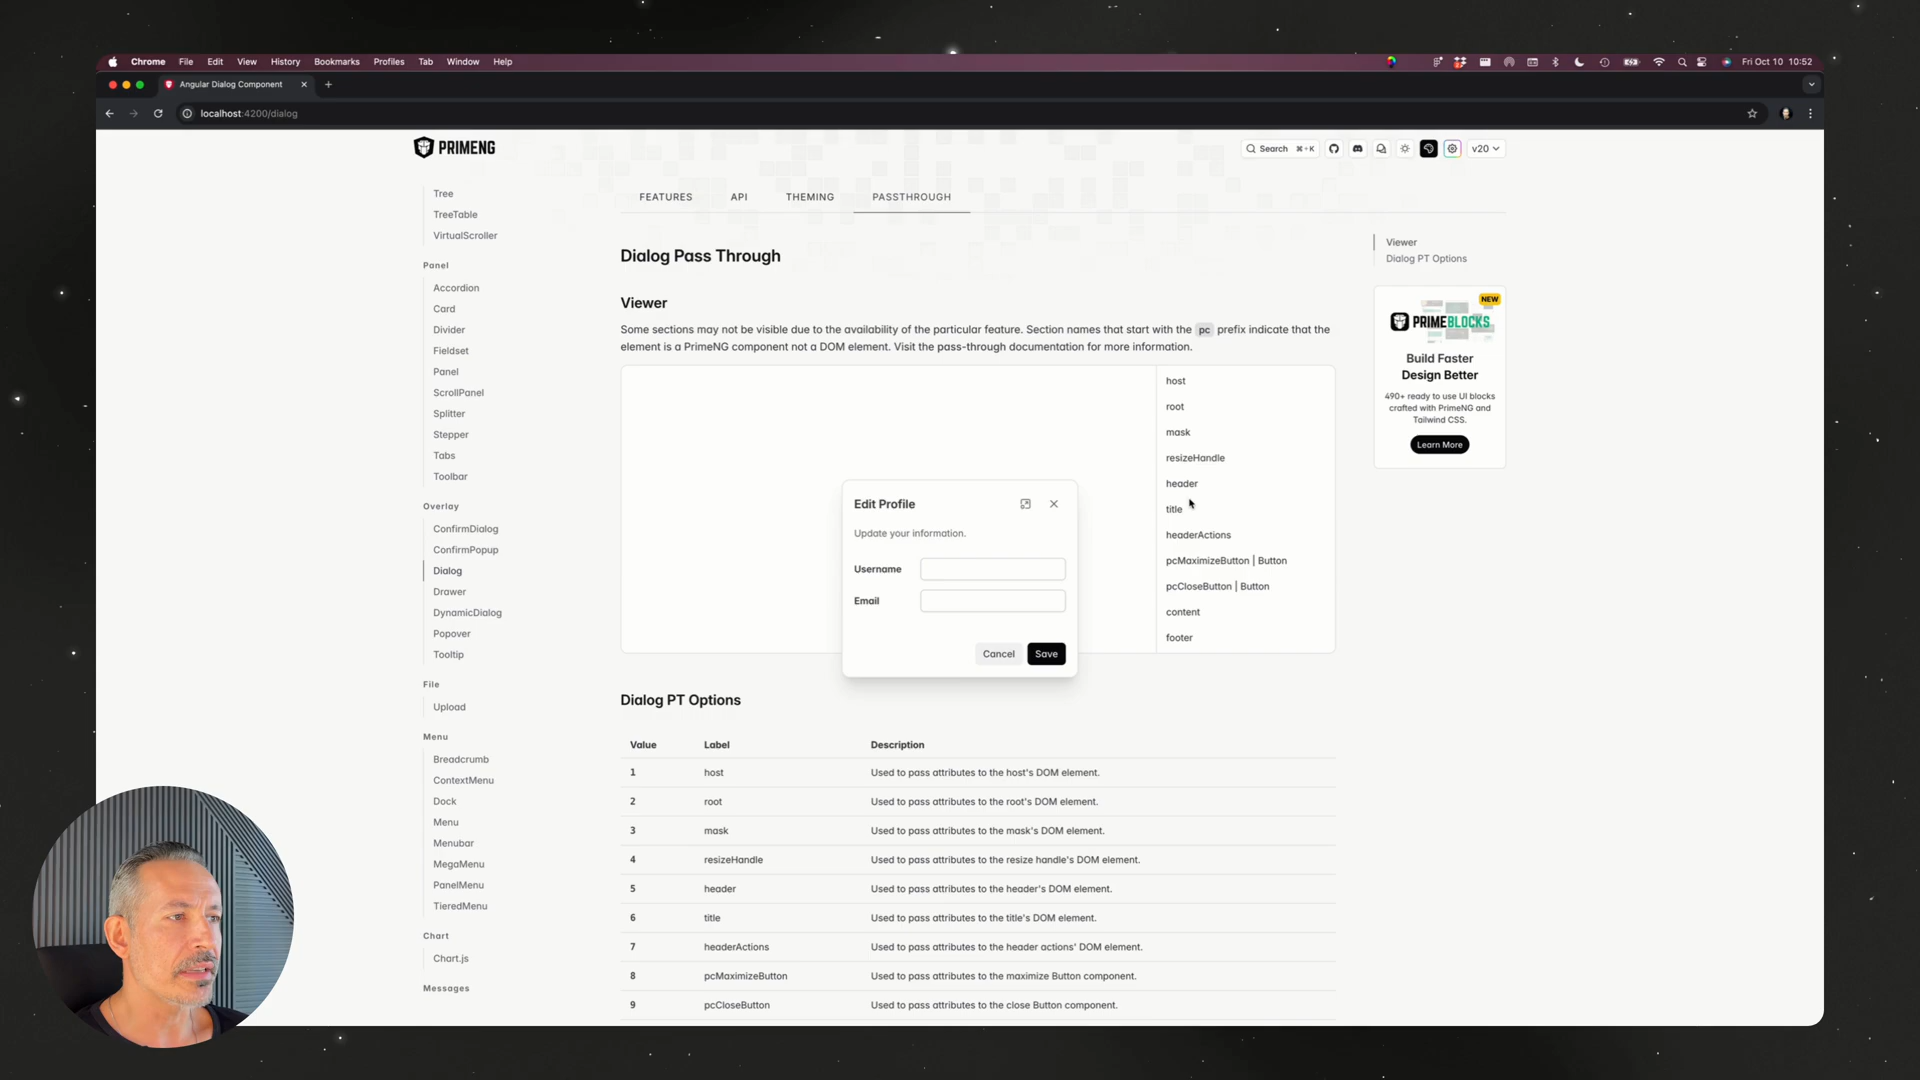 Chrome File Edit View History Bookmarks Profiles Tab Window Help
Fri Oct 10 10:52
Angular Dialog Component
localhost:4200/dialog
PRIMENG
Search ⌘+K
v20
Tree
TreeTable
VirtualScroller
Panel
Accordion
Card
Divider
Fieldset
Panel
ScrollPanel
Splitter
Stepper
Tabs
Toolbar
Overlay
ConfirmDialog
ConfirmPopup
Dialog
Drawer
DynamicDialog
Popover
Tooltip
File
Upload
Menu
Breadcrumb
ContextMenu
Dock
Menu
Menubar
MegaMenu
PanelMenu
TieredMenu
Chart
Chart.js
Messages
FEATURES API THEMING PASSTHROUGH
Dialog Pass Through
Viewer
Some sections may not be visible due to the availability of the particular feature. Section names that start with the pc prefix indicate that the
element is a PrimeNG component not a DOM element. Visit the pass-through documentation for more information.
Edit Profile
Update your information.
Username
Email
Cancel Save
host
root
mask
resizeHandle
header
title
headerActions
pcMaximizeButton | Button
pcCloseButton | Button
content
footer
Dialog PT Options
Value Label Description
1 host Used to pass attributes to the host's DOM element.
2 root Used to pass attributes to the root's DOM element.
3 mask Used to pass attributes to the mask's DOM element.
4 resizeHandle Used to pass attributes to the resize handle's DOM element.
5 header Used to pass attributes to the header's DOM element.
6 title Used to pass attributes to the title's DOM element.
7 headerActions Used to pass attributes to the header actions' DOM element.
8 pcMaximizeButton Used to pass attributes to the maximize Button component.
9 pcCloseButton Used to pass attributes to the close Button component.
Viewer
Dialog PT Options
NEW
PRIMEBLOCKS
Build Faster
Design Better
490+ ready to use UI blocks
crafted with PrimeNG and
Tailwind CSS.
Learn More